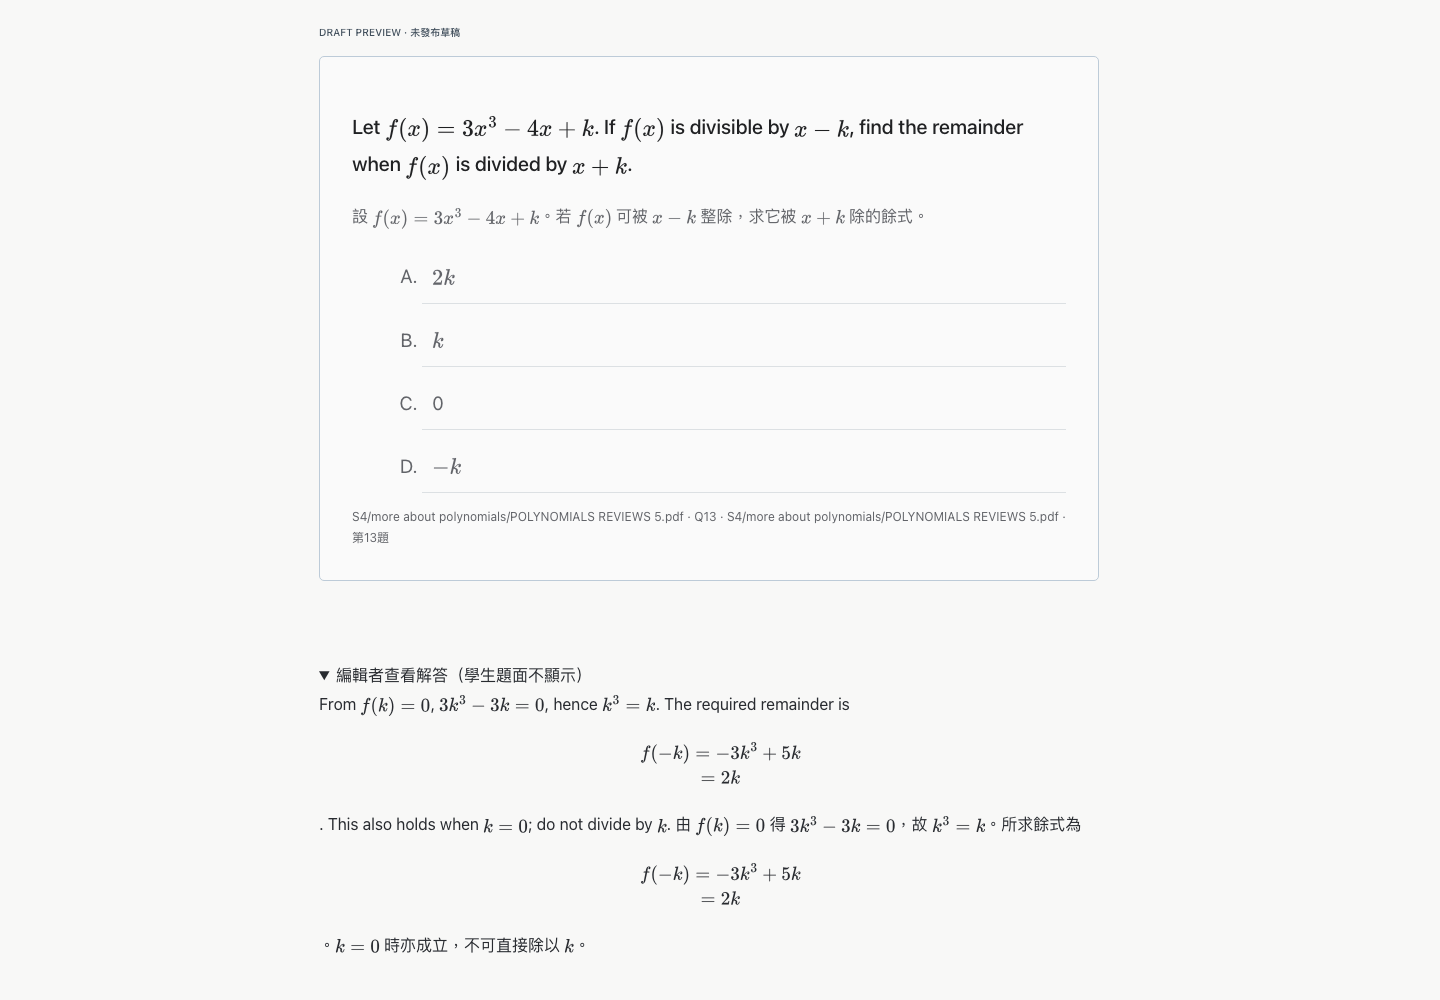 DRAFT PREVIEW · 未發布草稿
Let f(x) = 3x³ − 4x + k. If f(x) is divisible by x − k, find the remainder
when f(x) is divided by x + k.
設 f(x) = 3x³ − 4x + k。若 f(x) 可被 x − k 整除，求它被 x + k 除的餘式。
A. 2k
B. k
C. 0
D. −k
S4/more about polynomials/POLYNOMIALS REVIEWS 5.pdf · Q13 · S4/more about polynomials/POLYNOMIALS REVIEWS 5.pdf ·
第13題
▼ 編輯者查看解答（學生題面不顯示）
From f(k) = 0, 3k³ − 3k = 0, hence k³ = k. The required remainder is
f(−k) = −3k³ + 5k
= 2k
. This also holds when k = 0; do not divide by k. 由 f(k) = 0 得 3k³ − 3k = 0，故 k³ = k。所求餘式為
f(−k) = −3k³ + 5k
= 2k
。k = 0 時亦成立，不可直接除以 k。